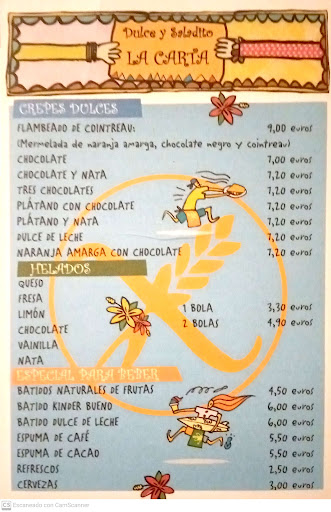 Dulce y Saladito
LA CARTA
CREPES DULCES
FLAMBEADO DE COINTREAU: 9,00 euros
(Mermelada de naranja amarga, chocolate negro y cointreau)
CHOCOLATE 7,00 euros
CHOCOLATE Y NATA 7,20 euros
TRES CHOCOLATES 7,20 euros
PLÁTANO CON CHOCOLATE 7,20 euros
PLÁTANO Y NATA 7,20 euros
DULCE DE LECHE 7,20 euros
NARANJA AMARGA CON CHOCOLATE 7,20 euros
HELADOS
QUESO
FRESA
LIMÓN 1 BOLA 3,30 euros
CHOCOLATE 2 BOLAS 4,90 euros
VAINILLA
NATA
ESPECIAL PARA BEBER
BATIDOS NATURALES DE FRUTAS 4,50 euros
BATIDO KINDER BUENO 6,00 euros
BATIDO DULCE DE LECHE 6,00 euros
ESPUMA DE CAFÉ 5,50 euros
ESPUMA DE CACAO 5,50 euros
REFRESCOS 2,50 euros
CERVEZAS 3,00 euros
CS Escaneado con CamScanner